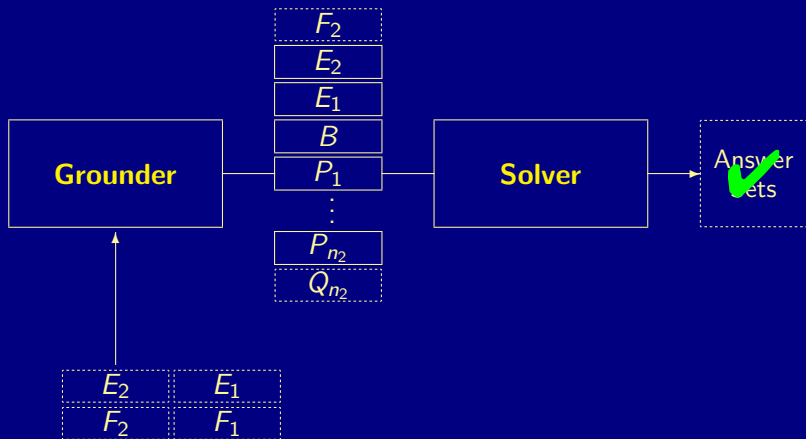 F₂
E₂
E₁
B
Grounder
P₁
Solver
Answer
Sets
⋮
Pₙ₂
Qₙ₂
E₂ E₁
F₂ F₁